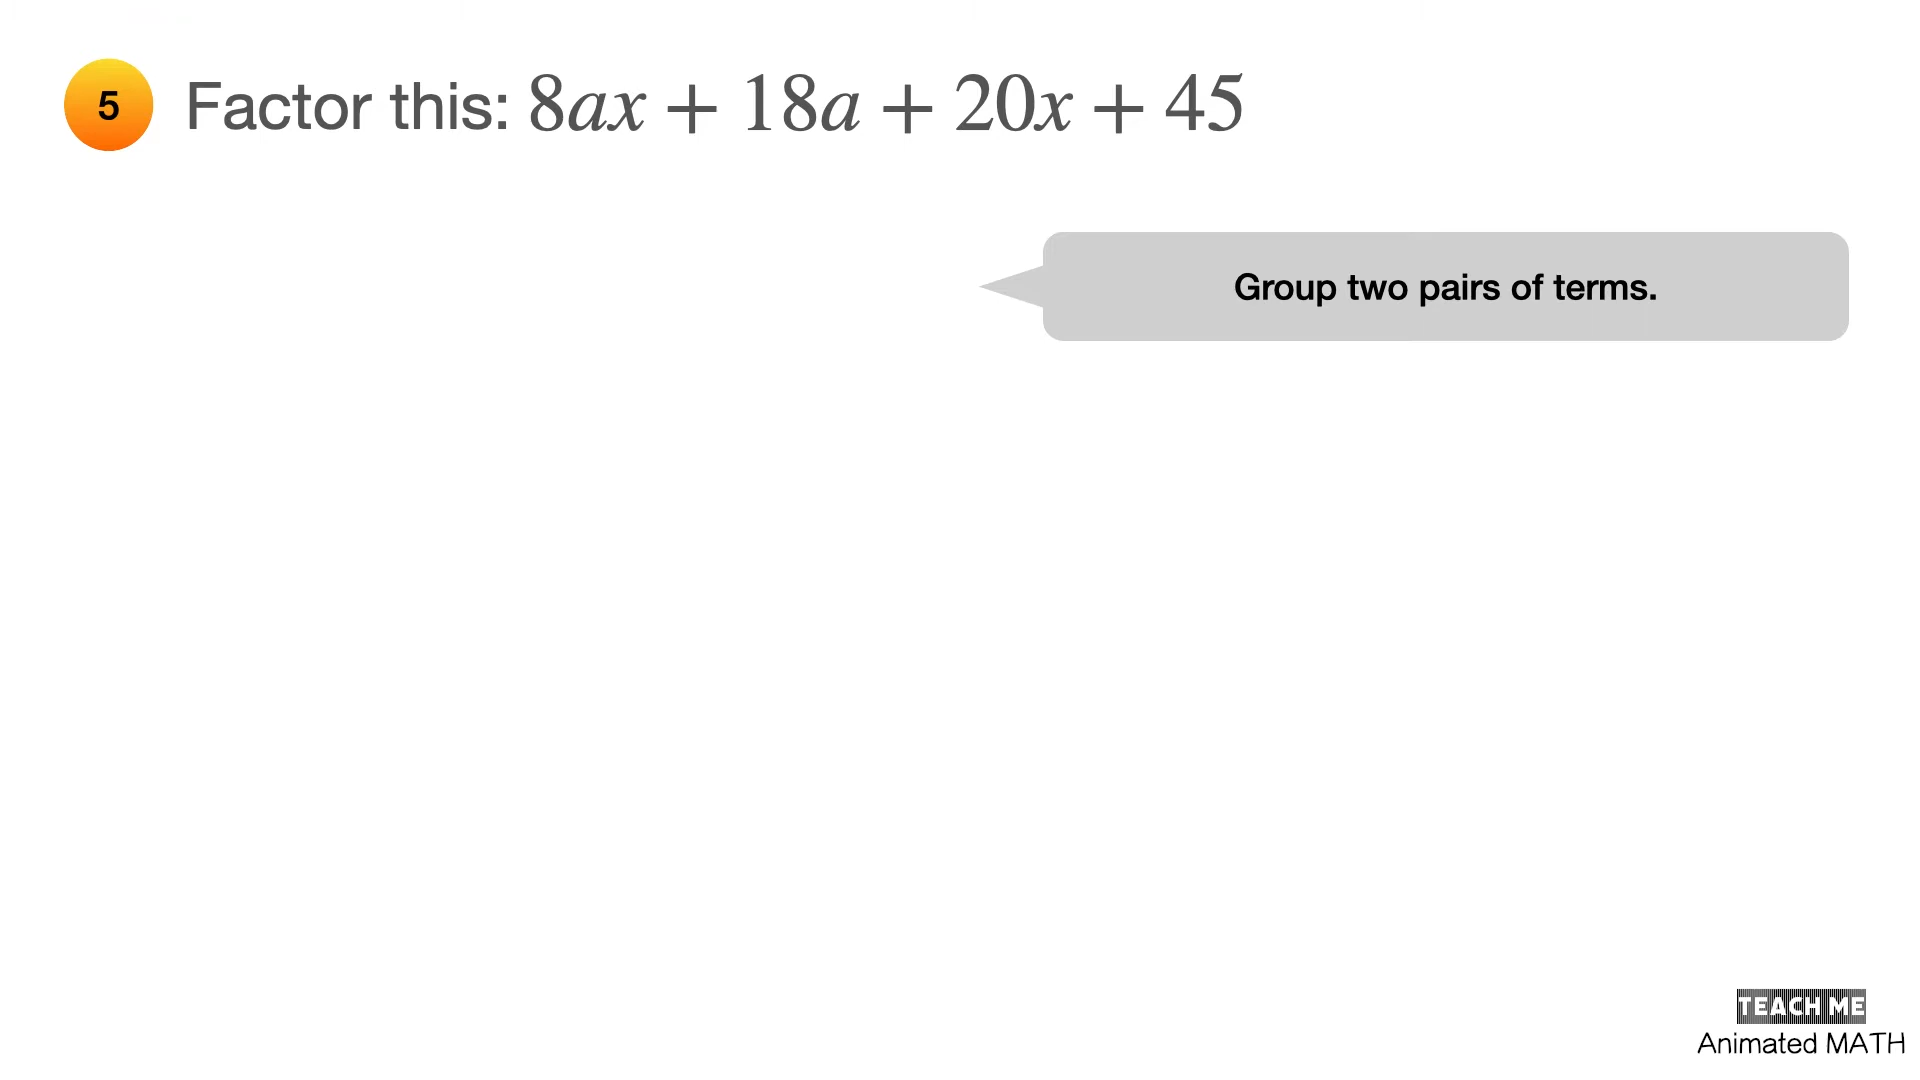 5
Factor this: 8ax + 18a + 20x + 45
Group two pairs of terms.
TEACH ME
Animated MATH